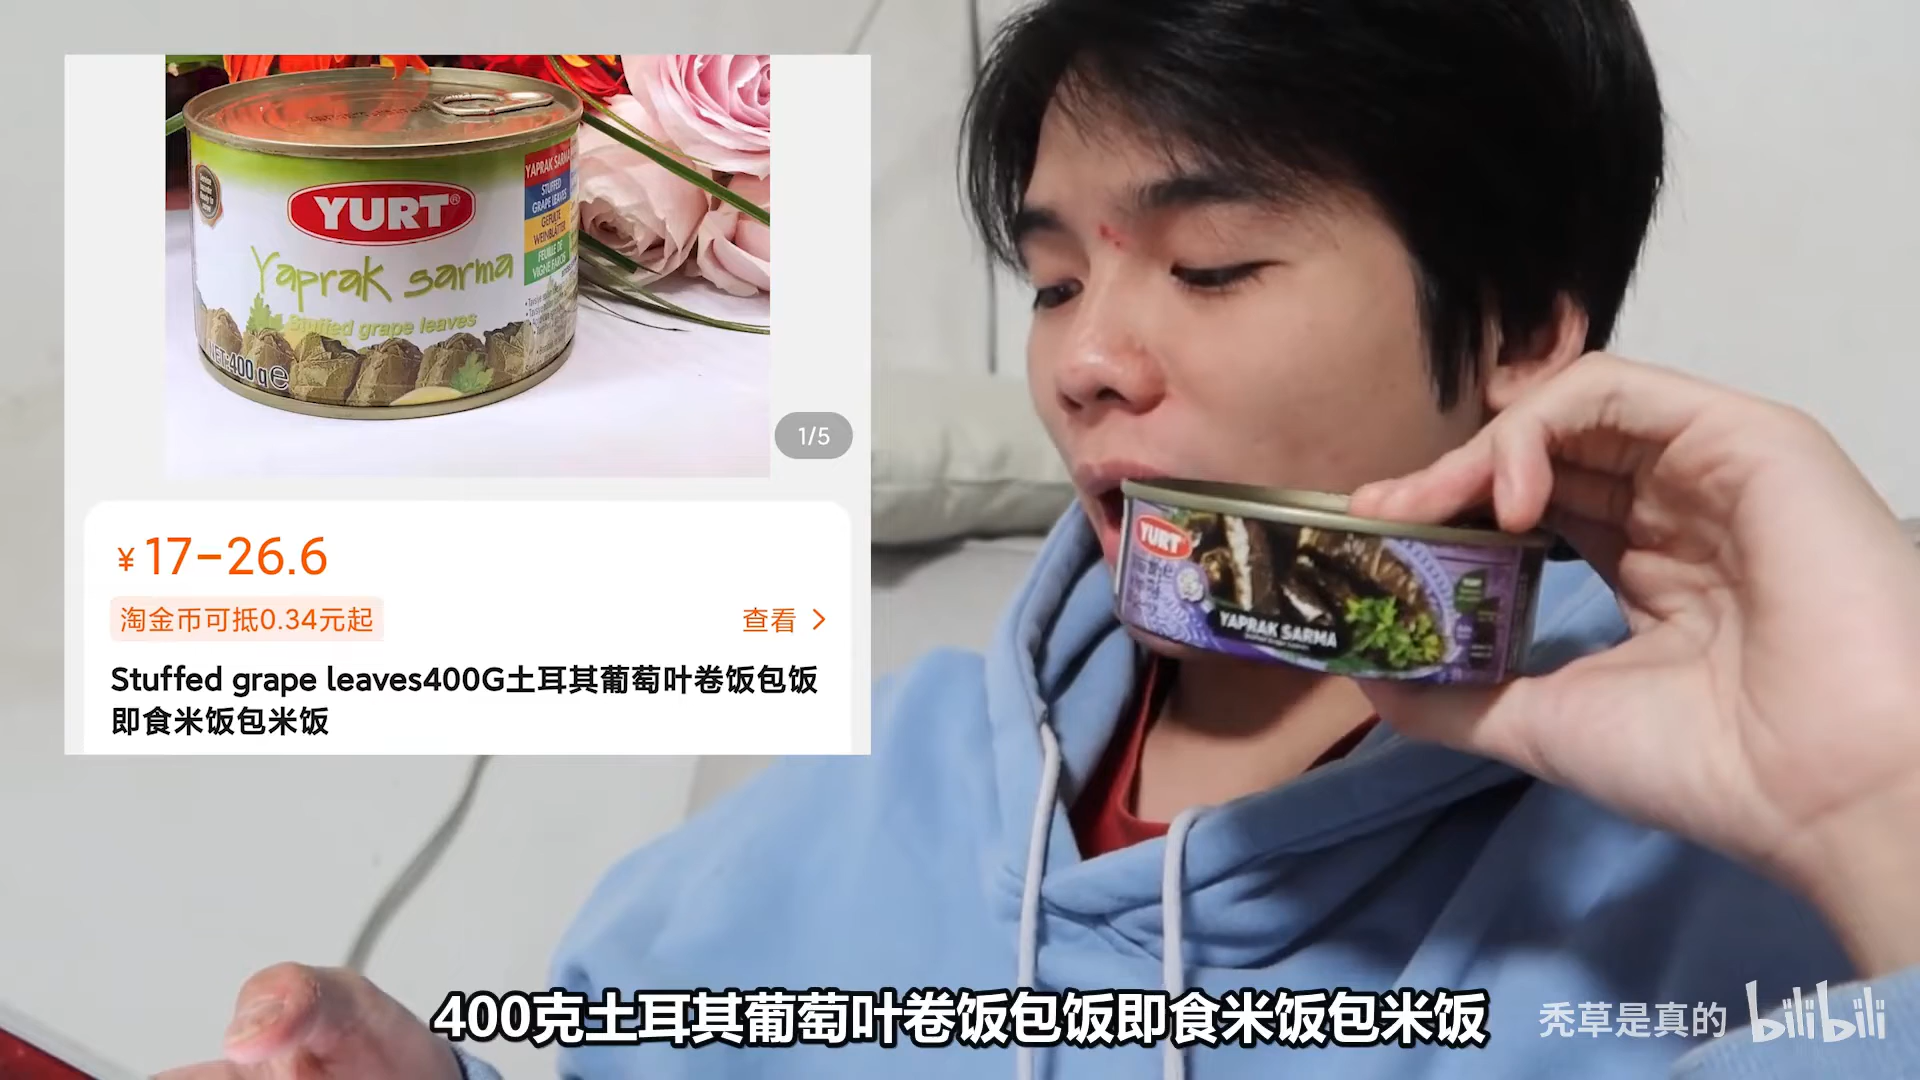 YURT®
Yaprak sarma
Stuffed grape leaves
NET:400 g e
YAPRAK SARMA
STUFFED
GRAPE LEAVES
GEFÜLTE
WEINBLÄTTER
FEUILLE DE
VIGNE FARCIS
1/5
¥17-26.6
淘金币可抵0.34元起
查看 >
Stuffed grape leaves400G土耳其葡萄叶卷饭包饭
即食米饭包米饭
YURT
YAPRAK SARMA
400克土耳其葡萄叶卷饭包饭即食米饭包米饭
秃草是真的 bilibili